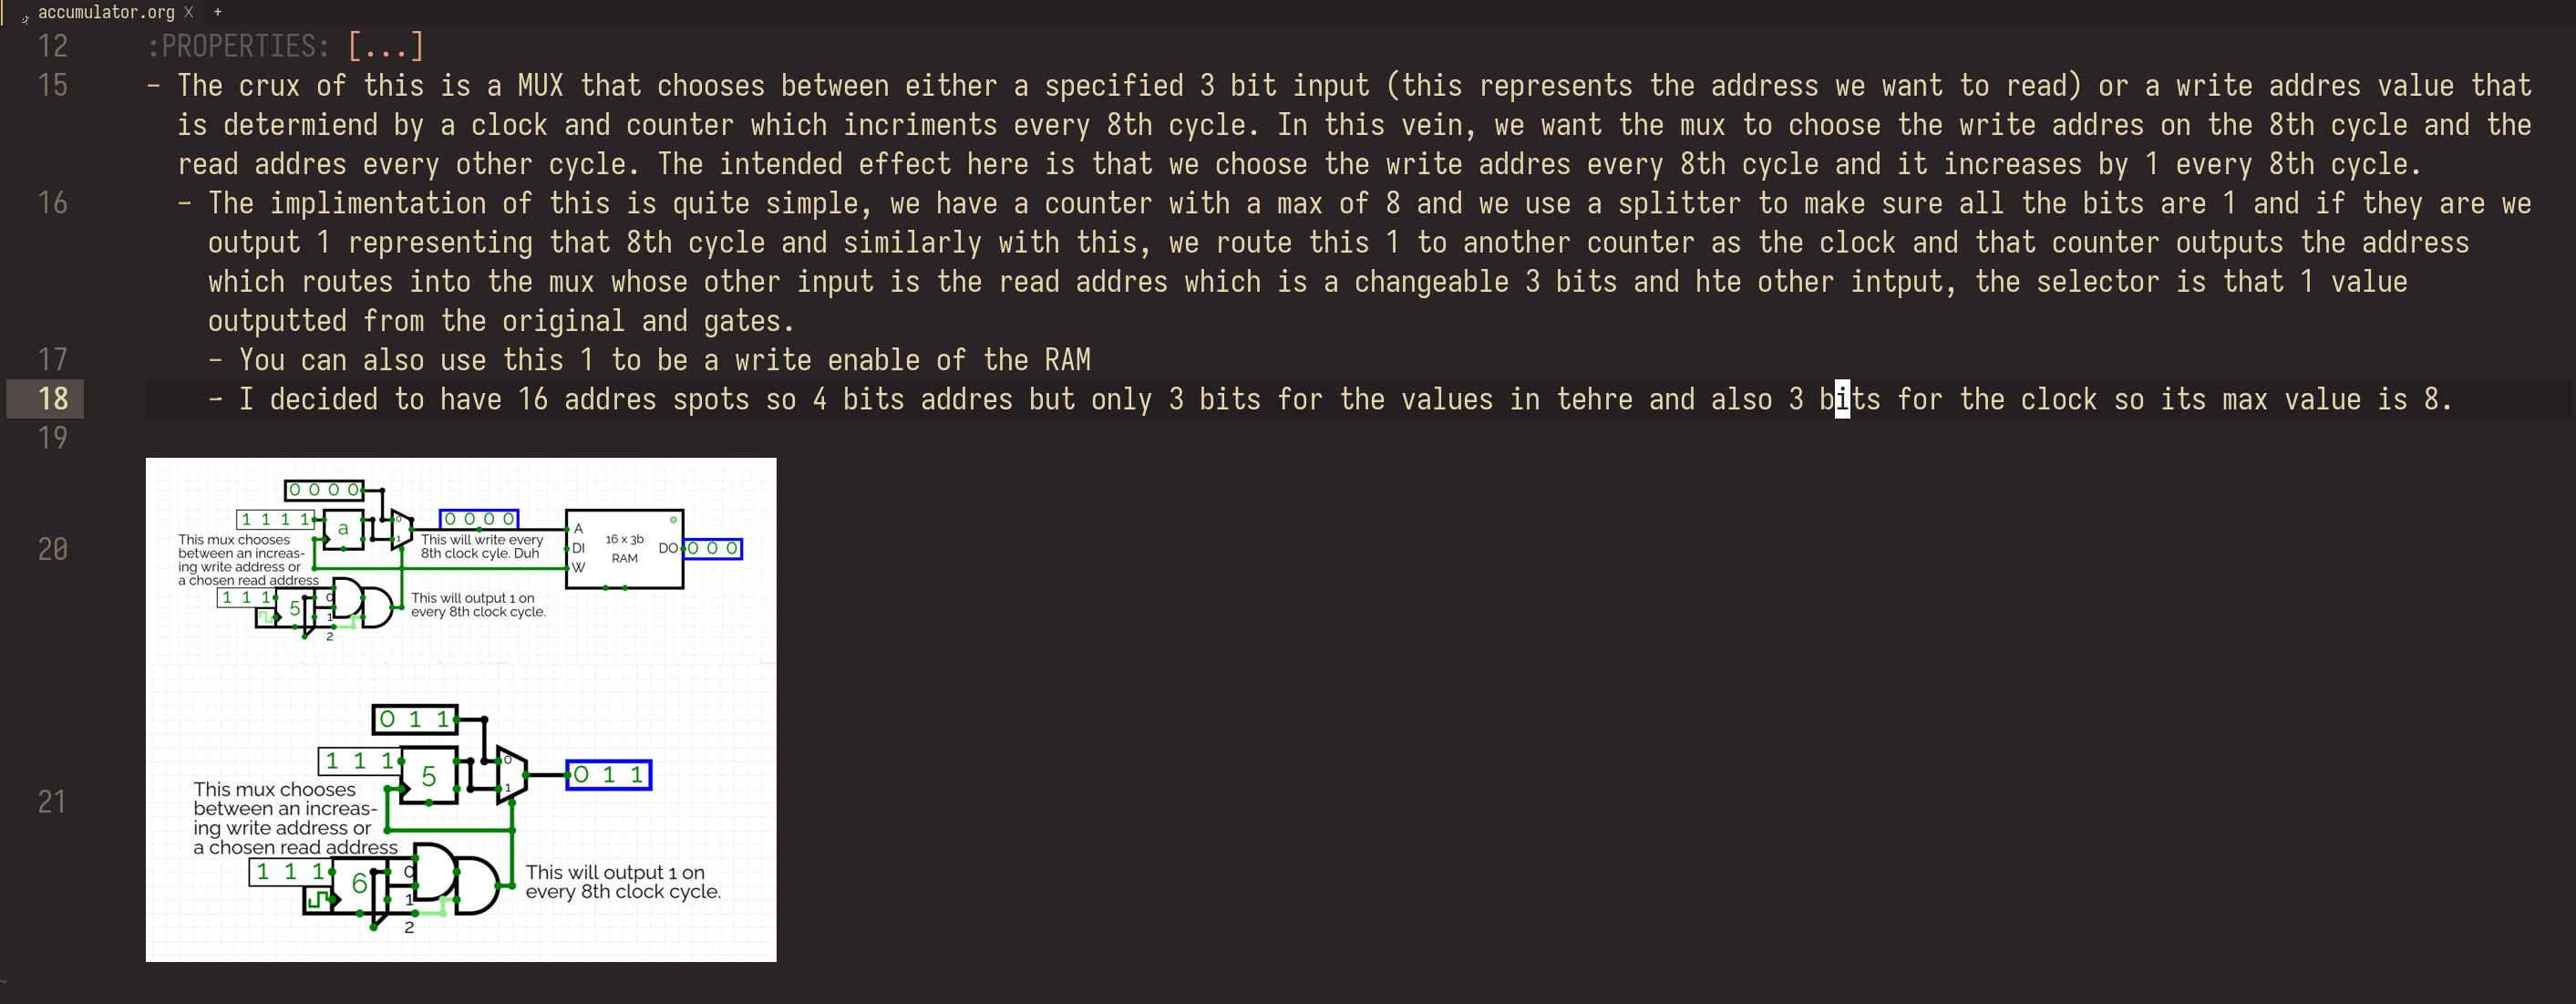 accumulator.org X +
12 :PROPERTIES: [...]
15 - The crux of this is a MUX that chooses between either a specified 3 bit input (this represents the address we want to read) or a write addres value that
is determiend by a clock and counter which incriments every 8th cycle. In this vein, we want the mux to choose the write addres on the 8th cycle and the
read addres every other cycle. The intended effect here is that we choose the write addres every 8th cycle and it increases by 1 every 8th cycle.
16 - The implimentation of this is quite simple, we have a counter with a max of 8 and we use a splitter to make sure all the bits are 1 and if they are we
output 1 representing that 8th cycle and similarly with this, we route this 1 to another counter as the clock and that counter outputs the address
which routes into the mux whose other input is the read addres which is a changeable 3 bits and hte other intput, the selector is that 1 value
outputted from the original and gates.
17 - You can also use this 1 to be a write enable of the RAM
18 - I decided to have 16 addres spots so 4 bits addres but only 3 bits for the values in tehre and also 3 bits for the clock so its max value is 8.
19
0 0 0 0
1 1 1 1
a
0
1
0 0 0 0
This mux chooses
between an increas-
ing write address or
a chosen read address
This will write every
8th clock cyle. Duh
A
DI
W
16 x 3b
RAM
DO
0 0 0
20
1 1 1
5
0
1
2
This will output 1 on
every 8th clock cycle.
0 1 1
1 1 1
5
0
1
0 1 1
21
This mux chooses
between an increas-
ing write address or
a chosen read address
1 1 1
6
0
1
2
This will output 1 on
every 8th clock cycle.
~